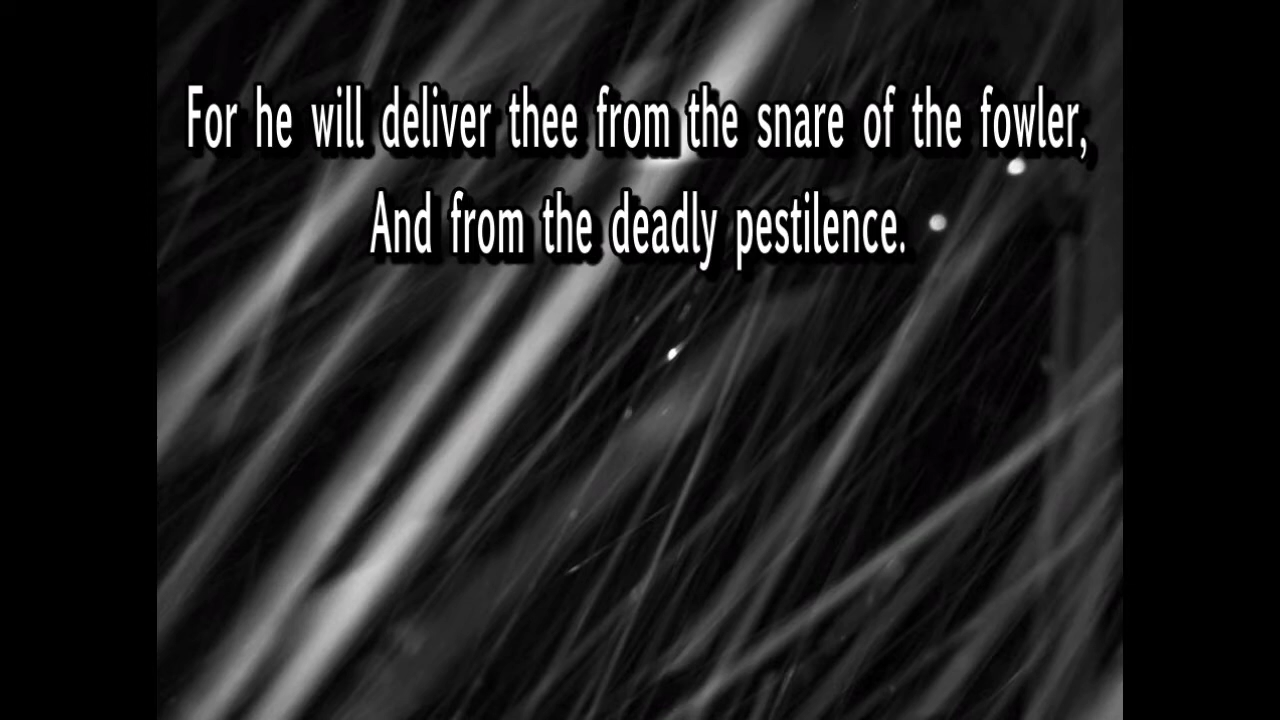 For he will deliver thee from the snare of the fowler,
And from the deadly pestilence.